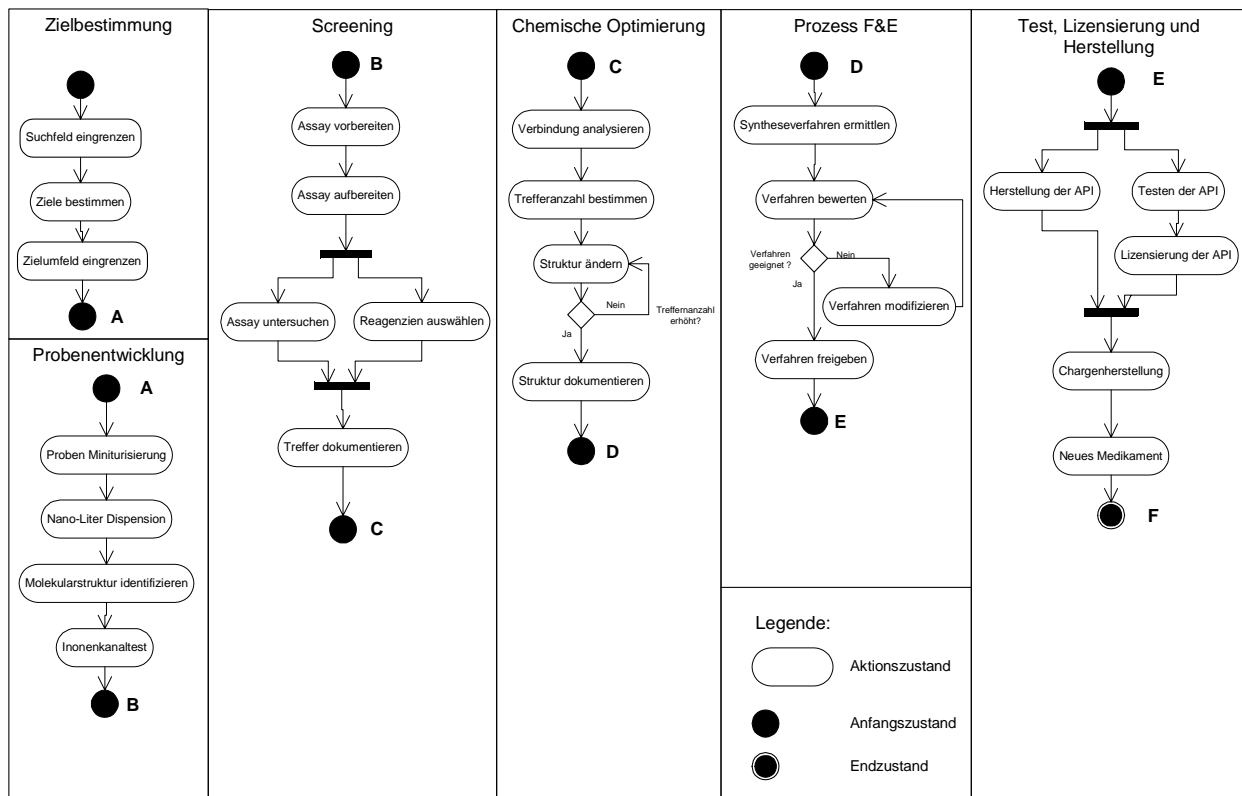 Zielbestimmung
Suchfeld eingrenzen
Ziele bestimmen
Zielumfeld eingrenzen
A
Probenentwicklung
A
Proben Miniturisierung
Nano-Liter Dispension
Molekularstruktur identifizieren
Inonenkanaltest
B
Screening
B
Assay vorbereiten
Assay aufbereiten
Assay untersuchen
Reagenzien auswählen
Treffer dokumentieren
C
Chemische Optimierung
C
Verbindung analysieren
Trefferanzahl bestimmen
Struktur ändern
Nein
Treffernanzahl
erhöht?
Ja
Struktur dokumentieren
D
Prozess F&E
D
Syntheseverfahren ermittlen
Verfahren bewerten
Verfahren
geeignet ?
Nein
Ja
Verfahren modifizieren
Verfahren freigeben
E
Legende:
Aktionszustand
Anfangszustand
Endzustand
Test, Lizensierung und
Herstellung
E
Herstellung der API
Testen der API
Lizensierung der API
Chargenherstellung
Neues Medikament
F